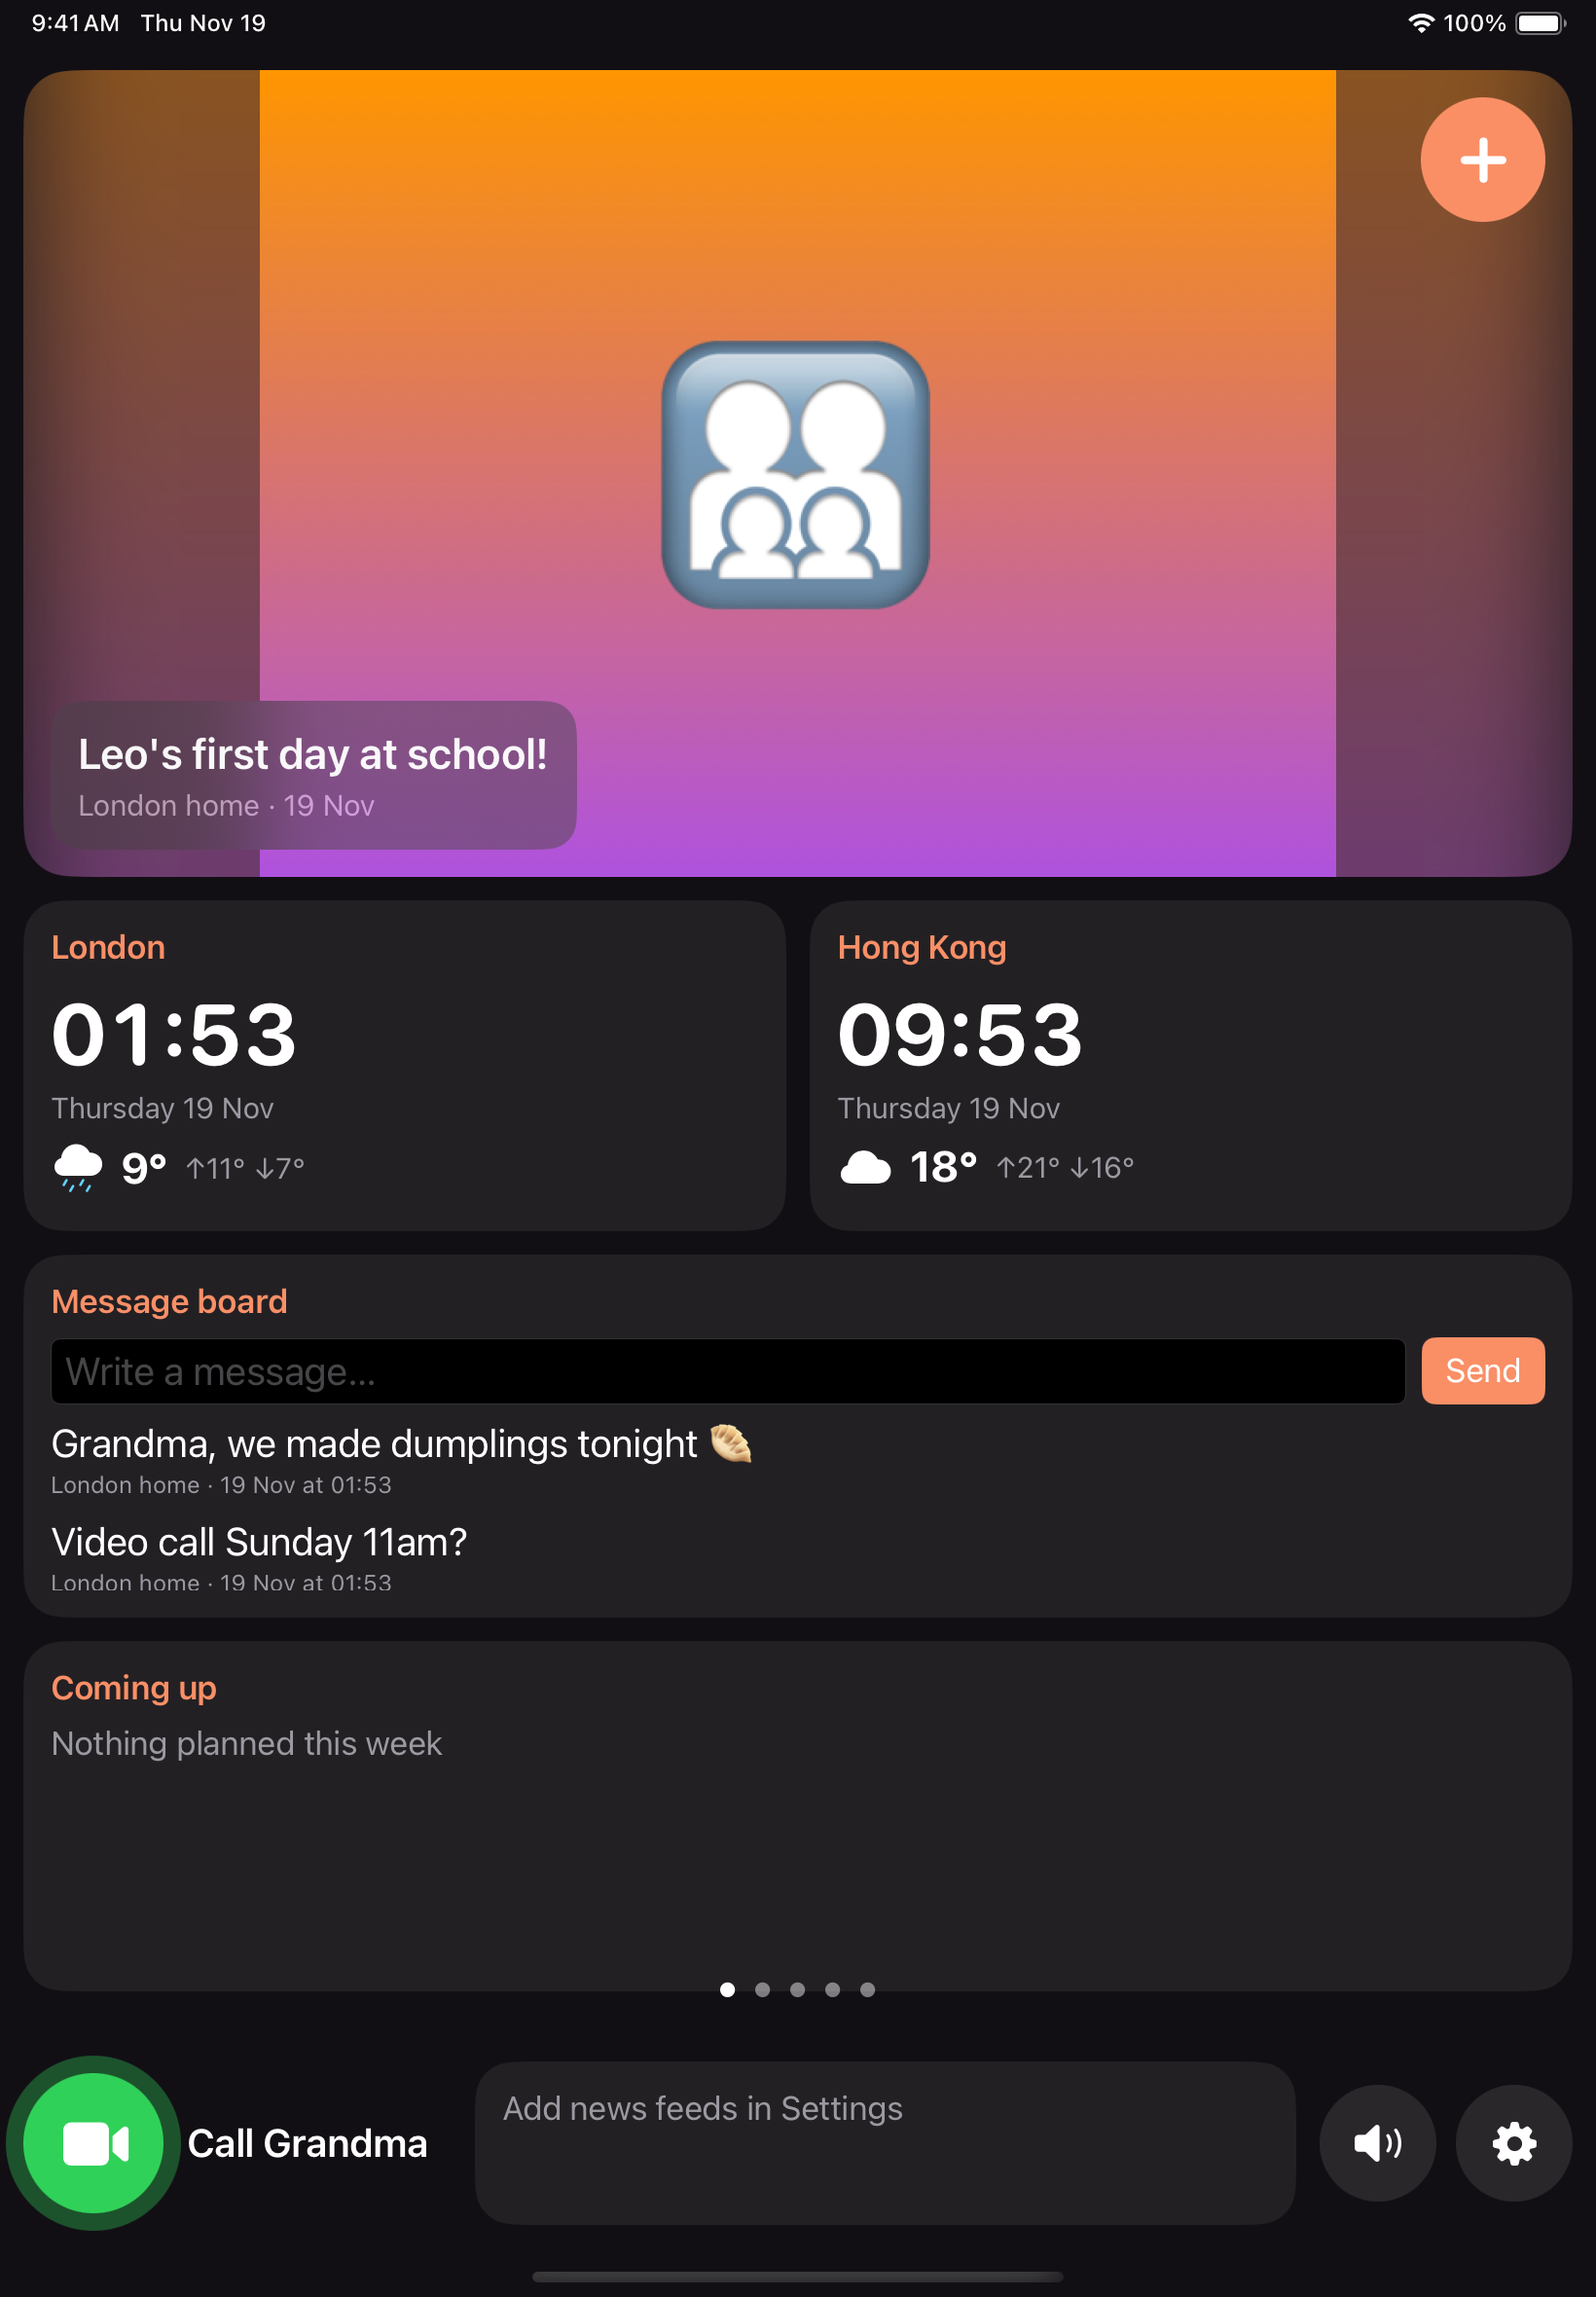 9:41 AM Thu Nov 19
100%
Leo's first day at school!
London home · 19 Nov
London
01:53
Thursday 19 Nov
9° ↑11° ↓7°
Hong Kong
09:53
Thursday 19 Nov
18° ↑21° ↓16°
Message board
Write a message...
Send
Grandma, we made dumplings tonight 🥟
London home · 19 Nov at 01:53
Video call Sunday 11am?
London home · 19 Nov at 01:53
Coming up
Nothing planned this week
Call Grandma
Add news feeds in Settings